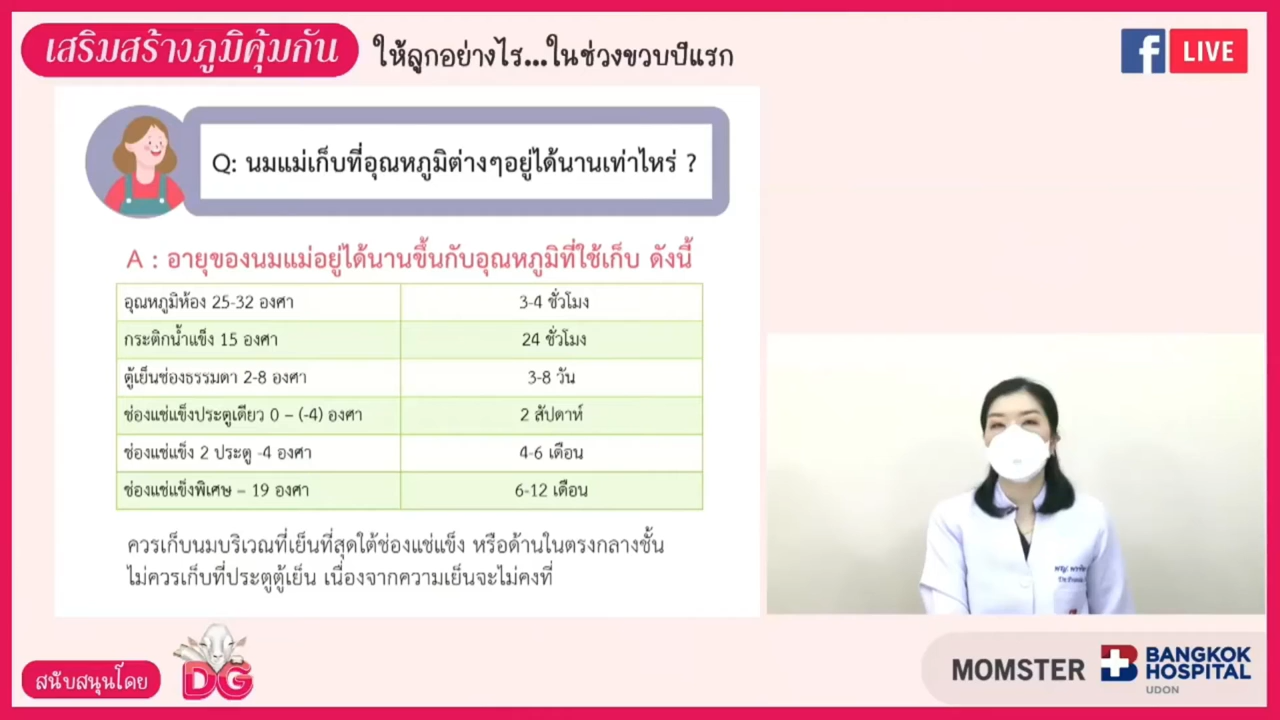 เสริมสร้างภูมิคุ้มกัน ให้ลูกอย่างไร...ในช่วงขวบปีแรก
f LIVE
Q: นมแม่เก็บที่อุณหภูมิต่างๆอยู่ได้นานเท่าไหร่ ?
A : อายุของนมแม่อยู่ได้นานขึ้นกับอุณหภูมิที่ใช้เก็บ ดังนี้
อุณหภูมิห้อง 25-32 องศา 3-4 ชั่วโมง
กระติกน้ำแข็ง 15 องศา 24 ชั่วโมง
ตู้เย็นช่องธรรมดา 2-8 องศา 3-8 วัน
ช่องแช่แข็งประตูเดียว 0 – (-4) องศา 2 สัปดาห์
ช่องแช่แข็ง 2 ประตู -4 องศา 4-6 เดือน
ช่องแช่แข็งพิเศษ – 19 องศา 6-12 เดือน
ควรเก็บนมบริเวณที่เย็นที่สุดใต้ช่องแช่แข็ง หรือด้านในตรงกลางชั้น
ไม่ควรเก็บที่ประตูตู้เย็น เนื่องจากความเย็นจะไม่คงที่
สนับสนุนโดย
DG
MOMSTER
BANGKOK
HOSPITAL
UDON